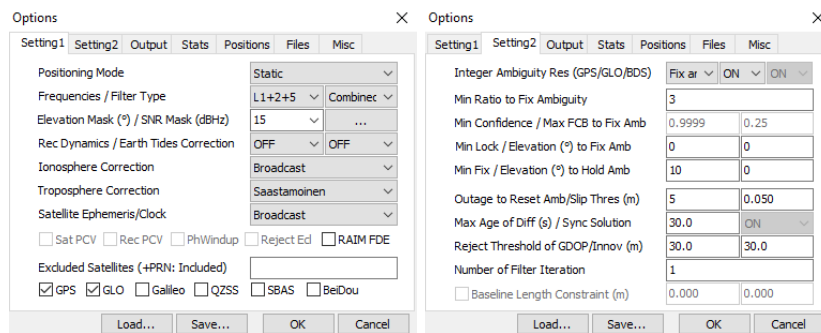 Options
Setting1 Setting2 Output Stats Positions Files Misc
Positioning Mode Static
Frequencies / Filter Type L1+2+5 Combinec
Elevation Mask (°) / SNR Mask (dBHz) 15 ...
Rec Dynamics / Earth Tides Correction OFF OFF
Ionosphere Correction Broadcast
Troposphere Correction Saastamoinen
Satellite Ephemeris/Clock Broadcast
Sat PCV Rec PCV PhWindup Reject Ecl RAIM FDE
Excluded Satellites (+PRN: Included)
GPS GLO Galileo QZSS SBAS BeiDou
Load... Save... OK Cancel
Options
Setting1 Setting2 Output Stats Positions Files Misc
Integer Ambiguity Res (GPS/GLO/BDS) Fix ar ON ON
Min Ratio to Fix Ambiguity 3
Min Confidence / Max FCB to Fix Amb 0.9999 0.25
Min Lock / Elevation (°) to Fix Amb 0 0
Min Fix / Elevation (°) to Hold Amb 10 0
Outage to Reset Amb/Slip Thres (m) 5 0.050
Max Age of Diff (s) / Sync Solution 30.0 ON
Reject Threshold of GDOP/Innov (m) 30.0 30.0
Number of Filter Iteration 1
Baseline Length Constraint (m) 0.000 0.000
Load... Save... OK Cancel